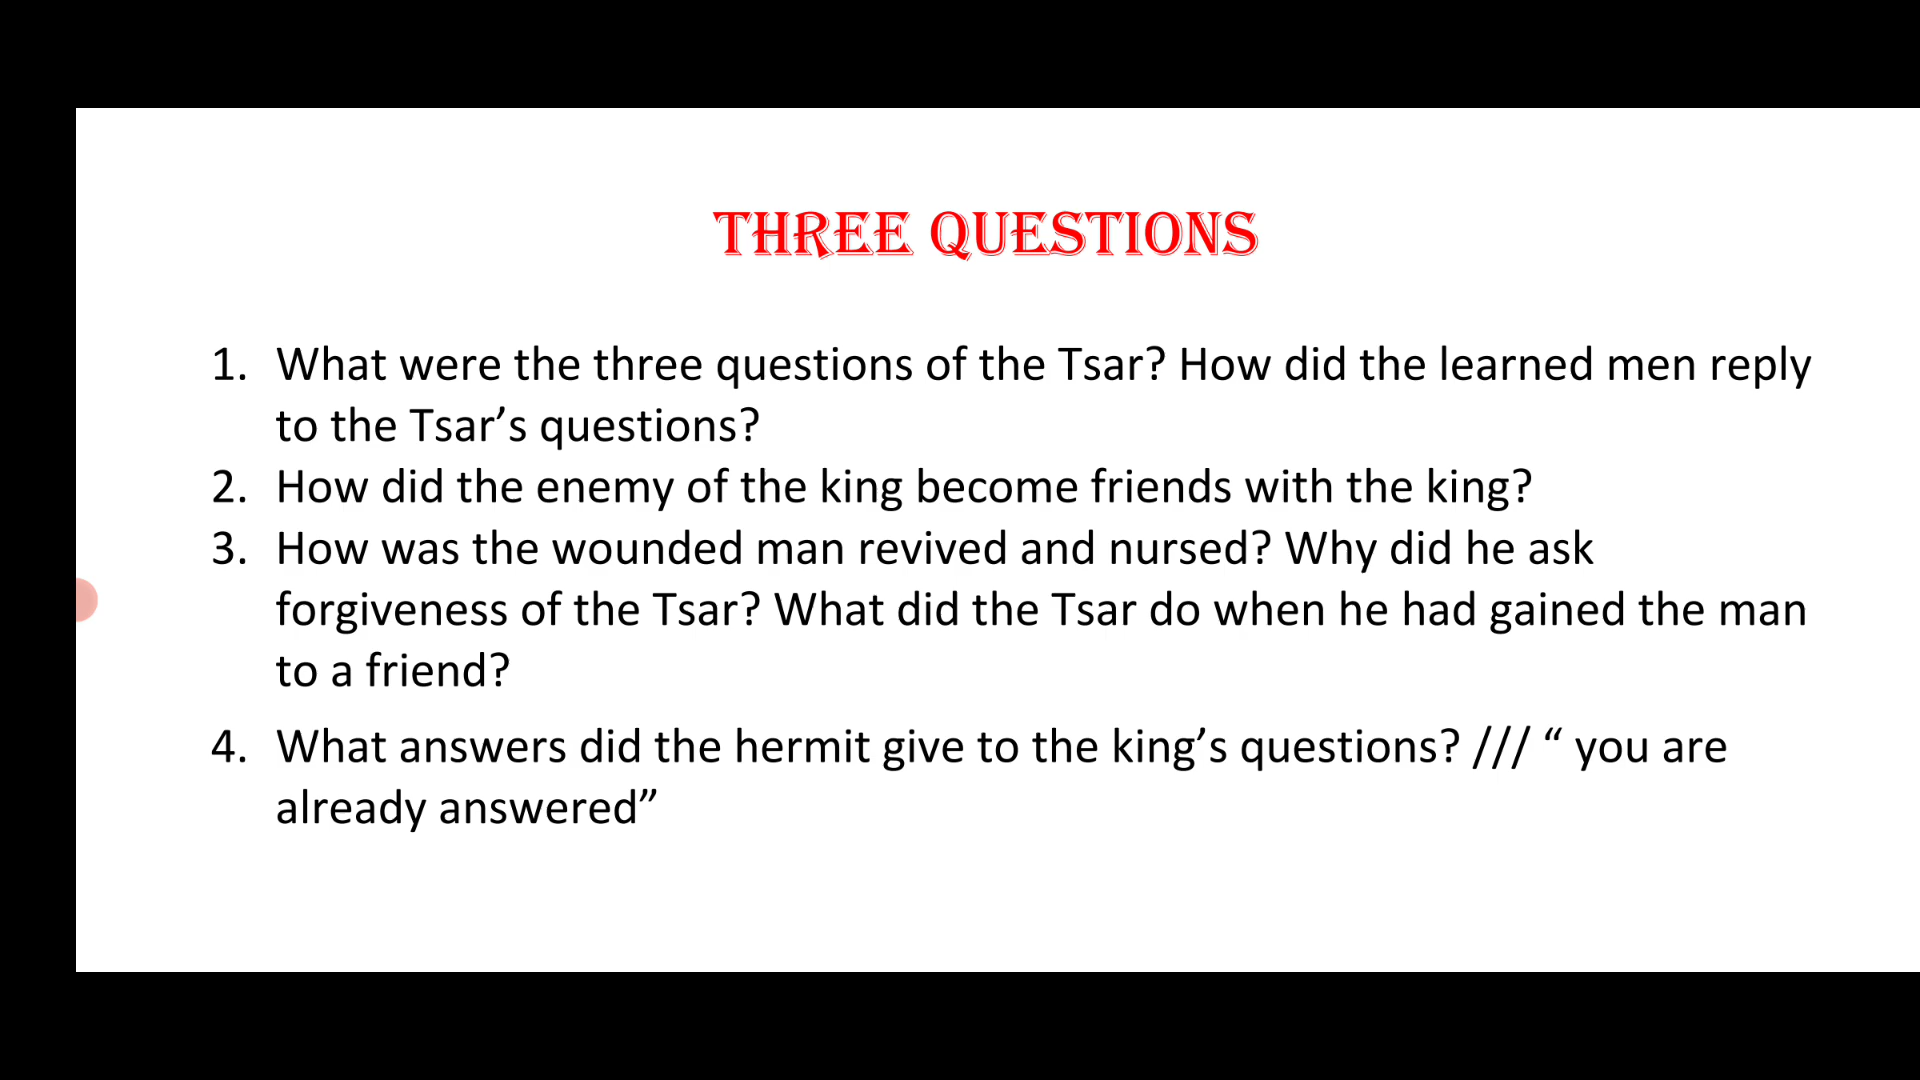 THREE QUESTIONS
1. What were the three questions of the Tsar? How did the learned men reply
to the Tsar’s questions?
2. How did the enemy of the king become friends with the king?
3. How was the wounded man revived and nursed? Why did he ask
forgiveness of the Tsar? What did the Tsar do when he had gained the man
to a friend?
4. What answers did the hermit give to the king’s questions? /// “ you are
already answered”